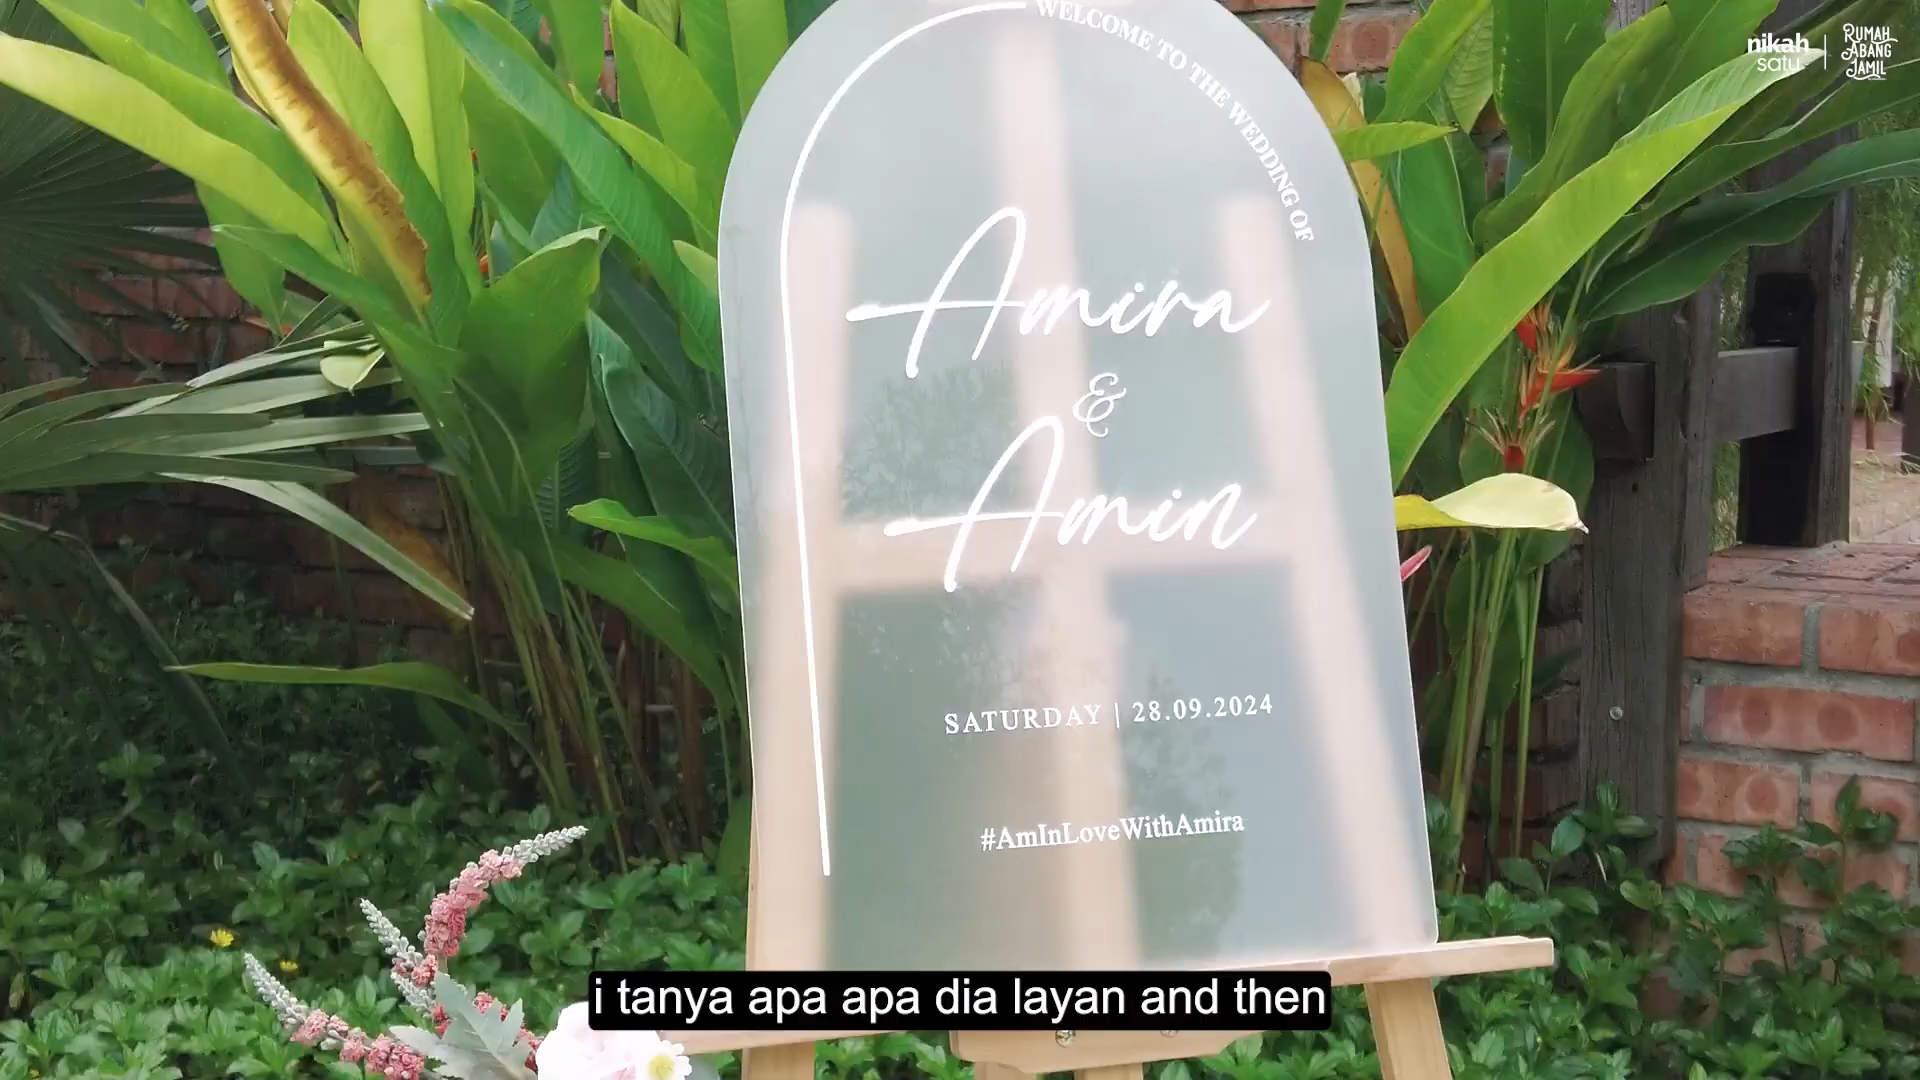 nikah
satu
RUMAH
ABANG
JAMIL
WELCOME TO THE WEDDING OF
Amira
&
Amin
SATURDAY | 28.09.2024
#AmInLoveWithAmira
i tanya apa apa dia layan and then